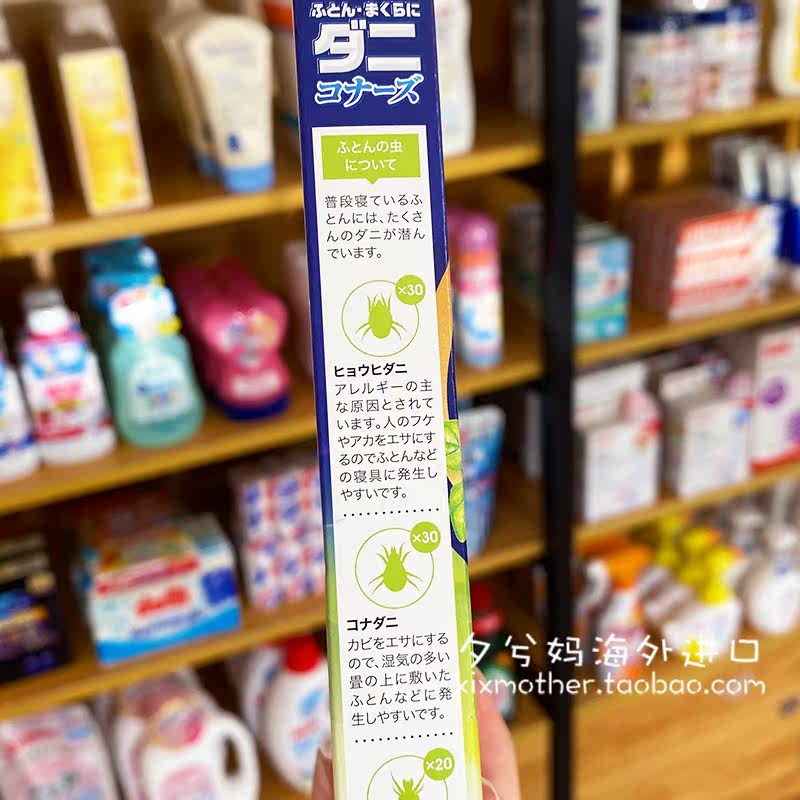 ふとん・まくらに
ダニ
コナーズ
ふとんの虫
について
普段寝ているふ
とんには、たくさ
んのダニが潜ん
でいます。
×30
ヒョウヒダニ
アレルギーの主
な原因とされて
います。人のフケ
やアカをエサにす
るのでふとんなど
の寝具に発生し
やすいです。
×30
コナダニ
カビをエサにする
ので、湿気の多い
畳の上に敷いた
ふとんなどに発
生しやすいです。
×20
夕兮妈海外进口
xixmother.taobao.com